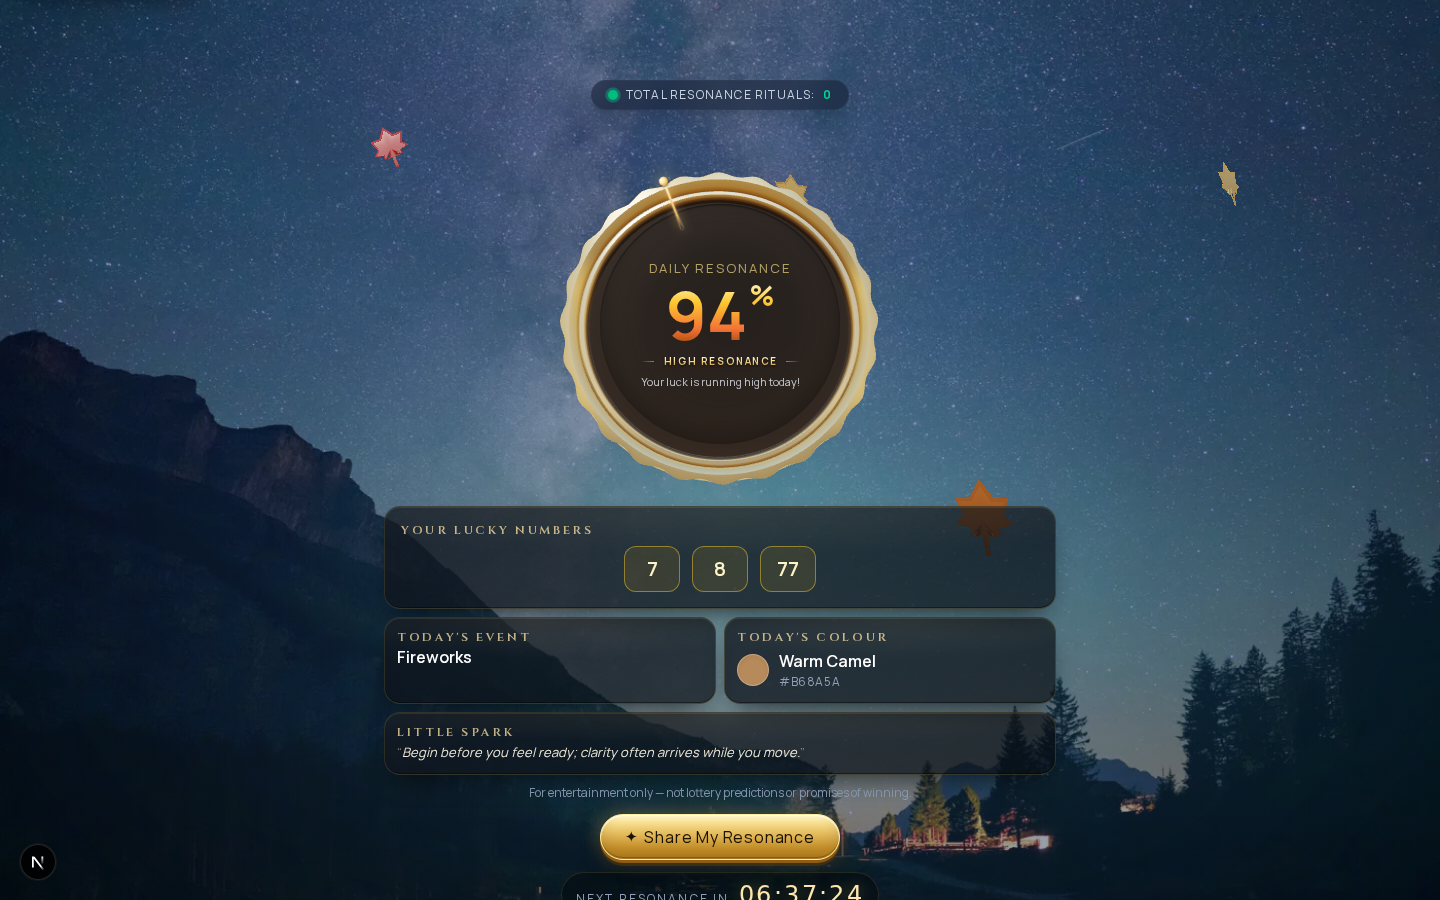 TOTAL RESONANCE RITUALS: 0
DAILY RESONANCE
94%
HIGH RESONANCE
Your luck is running high today!
YOUR LUCKY NUMBERS
7 8 77
TODAY'S EVENT
Fireworks
TODAY'S COLOUR
Warm Camel
#B68A5A
LITTLE SPARK
"Begin before you feel ready; clarity often arrives while you move."
For entertainment only — not lottery predictions or promises of winning.
✦ Share My Resonance
N
NEXT RESONANCE IN 06:37:24